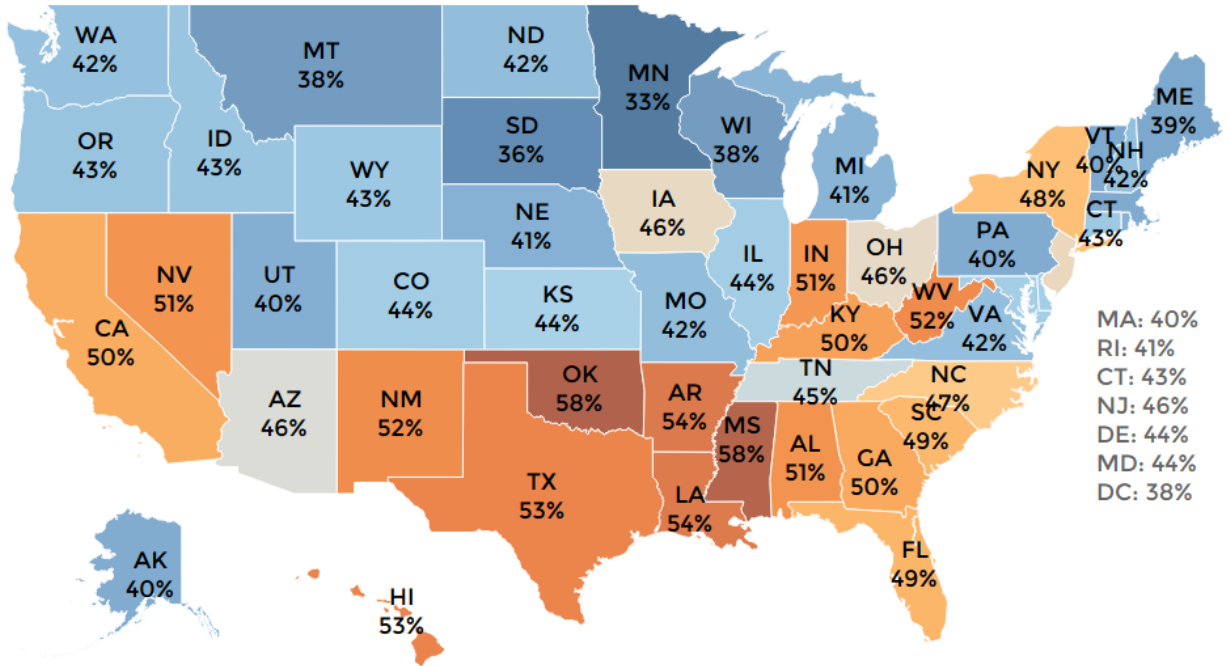 WA
42%
MT
38%
ND
42%
MN
33%
OR
43%
ID
43%
WY
43%
SD
36%
WI
38%
MI
41%
NE
41%
IA
46%
NY
48%
VT
40%
NH
42%
ME
39%
CT
43%
NV
51%
UT
40%
CO
44%
KS
44%
MO
42%
IL
44%
IN
51%
OH
46%
PA
40%
WV
52%
VA
42%
KY
50%
CA
50%
AZ
46%
NM
52%
OK
58%
AR
54%
TN
45%
NC
47%
SC
49%
MS
58%
AL
51%
GA
50%
TX
53%
LA
54%
FL
49%
AK
40%
HI
53%
MA: 40%
RI: 41%
CT: 43%
NJ: 46%
DE: 44%
MD: 44%
DC: 38%